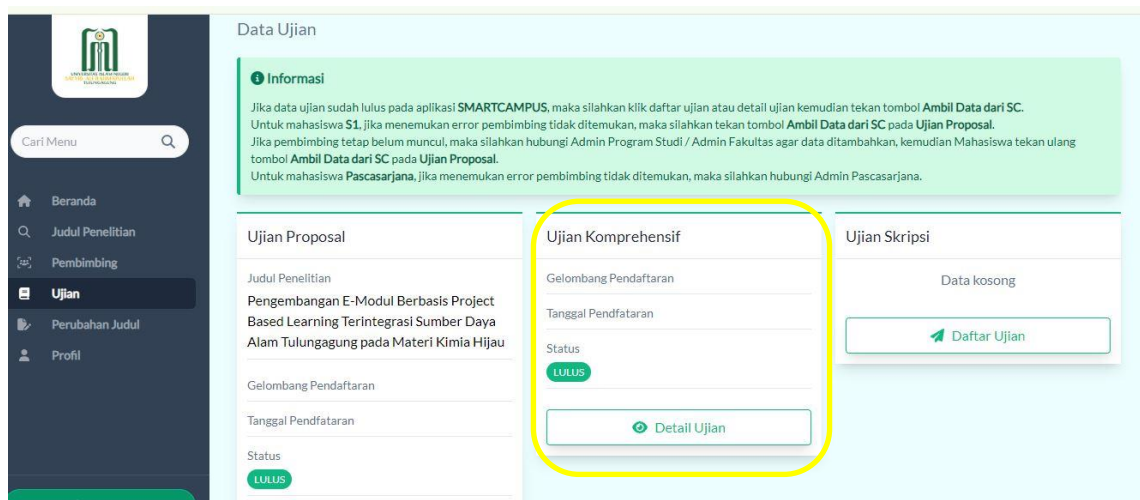 UNIVERSITAS ISLAM NEGERI
TULUNGAGUNG
Cari Menu
Beranda
Judul Penelitian
Pembimbing
Ujian
Perubahan Judul
Profil
Data Ujian
Informasi
Jika data ujian sudah lulus pada aplikasi SMARTCAMPUS, maka silahkan klik daftar ujian atau detail ujian kemudian tekan tombol Ambil Data dari SC.
Untuk mahasiswa S1, jika menemukan error pembimbing tidak ditemukan, maka silahkan tekan tombol Ambil Data dari SC pada Ujian Proposal.
Jika pembimbing tetap belum muncul, maka silahkan hubungi Admin Program Studi / Admin Fakultas agar data ditambahkan, kemudian Mahasiswa tekan ulang
tombol Ambil Data dari SC pada Ujian Proposal.
Untuk mahasiswa Pascasarjana, jika menemukan error pembimbing tidak ditemukan, maka silahkan hubungi Admin Pascasarjana.
Ujian Proposal
Judul Penelitian
Pengembangan E-Modul Berbasis Project
Based Learning Terintegrasi Sumber Daya
Alam Tulungagung pada Materi Kimia Hijau
Gelombang Pendaftaran
Tanggal Pendfataran
Status
LULUS
Ujian Komprehensif
Gelombang Pendaftaran
Tanggal Pendfataran
Status
LULUS
Detail Ujian
Ujian Skripsi
Data kosong
Daftar Ujian